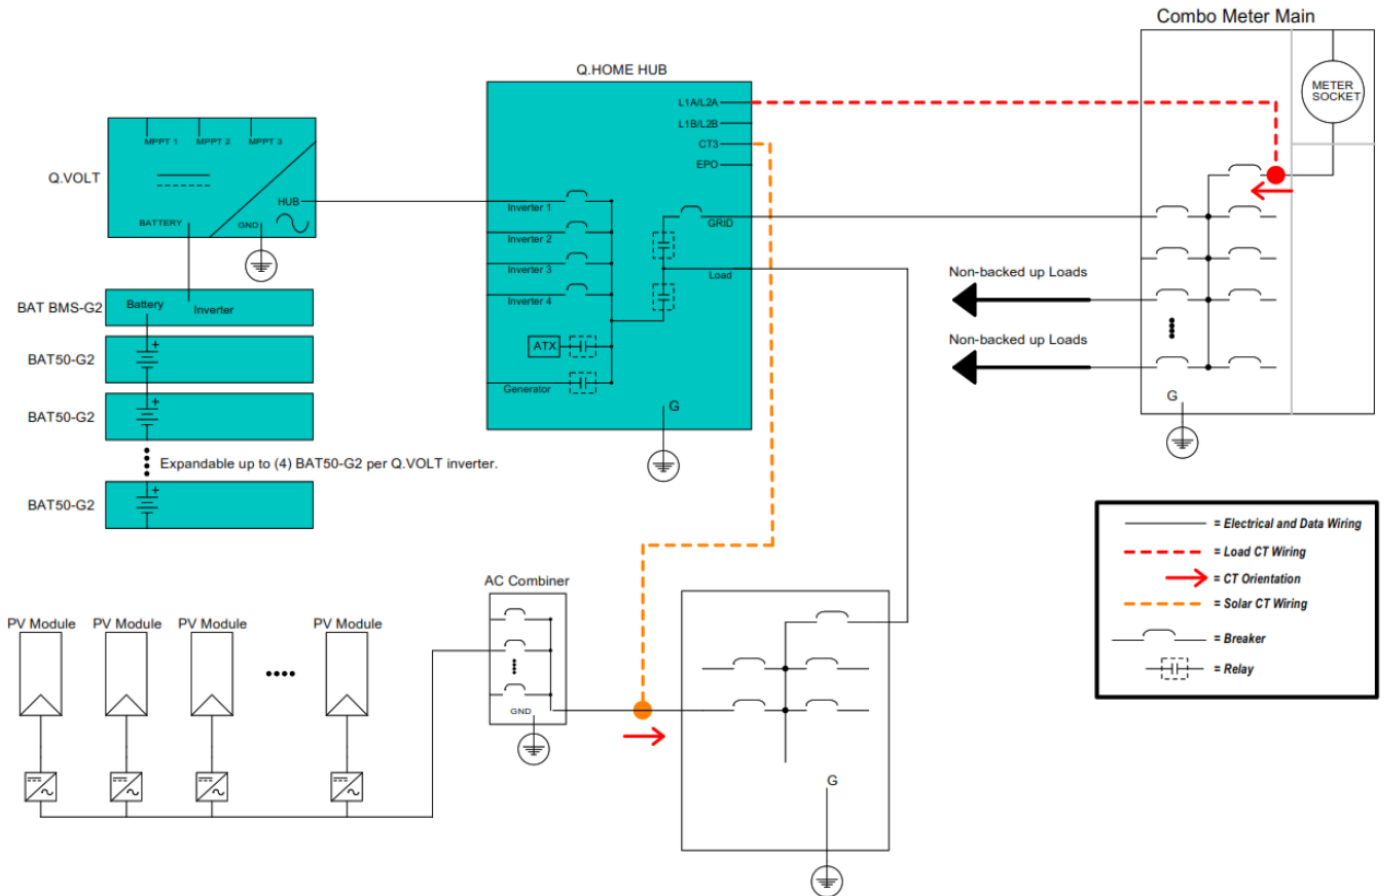 Combo Meter Main
METER
SOCKET
Q.HOME HUB
L1A/L2A
L1B/L2B
CT3
EPO
Inverter 1
Inverter 2
Inverter 3
Inverter 4
GRID
Load
ATX
Generator
G
Q.VOLT
MPPT 1
MPPT 2
MPPT 3
HUB
BATTERY
GND
BAT BMS-G2
Battery
Inverter
BAT50-G2
+
BAT50-G2
+
Expandable up to (4) BAT50-G2 per Q.VOLT inverter.
BAT50-G2
+
Non-backed up Loads
Non-backed up Loads
G
= Electrical and Data Wiring
= Load CT Wiring
= CT Orientation
= Solar CT Wiring
= Breaker
= Relay
AC Combiner
GND
PV Module
PV Module
PV Module
PV Module
G